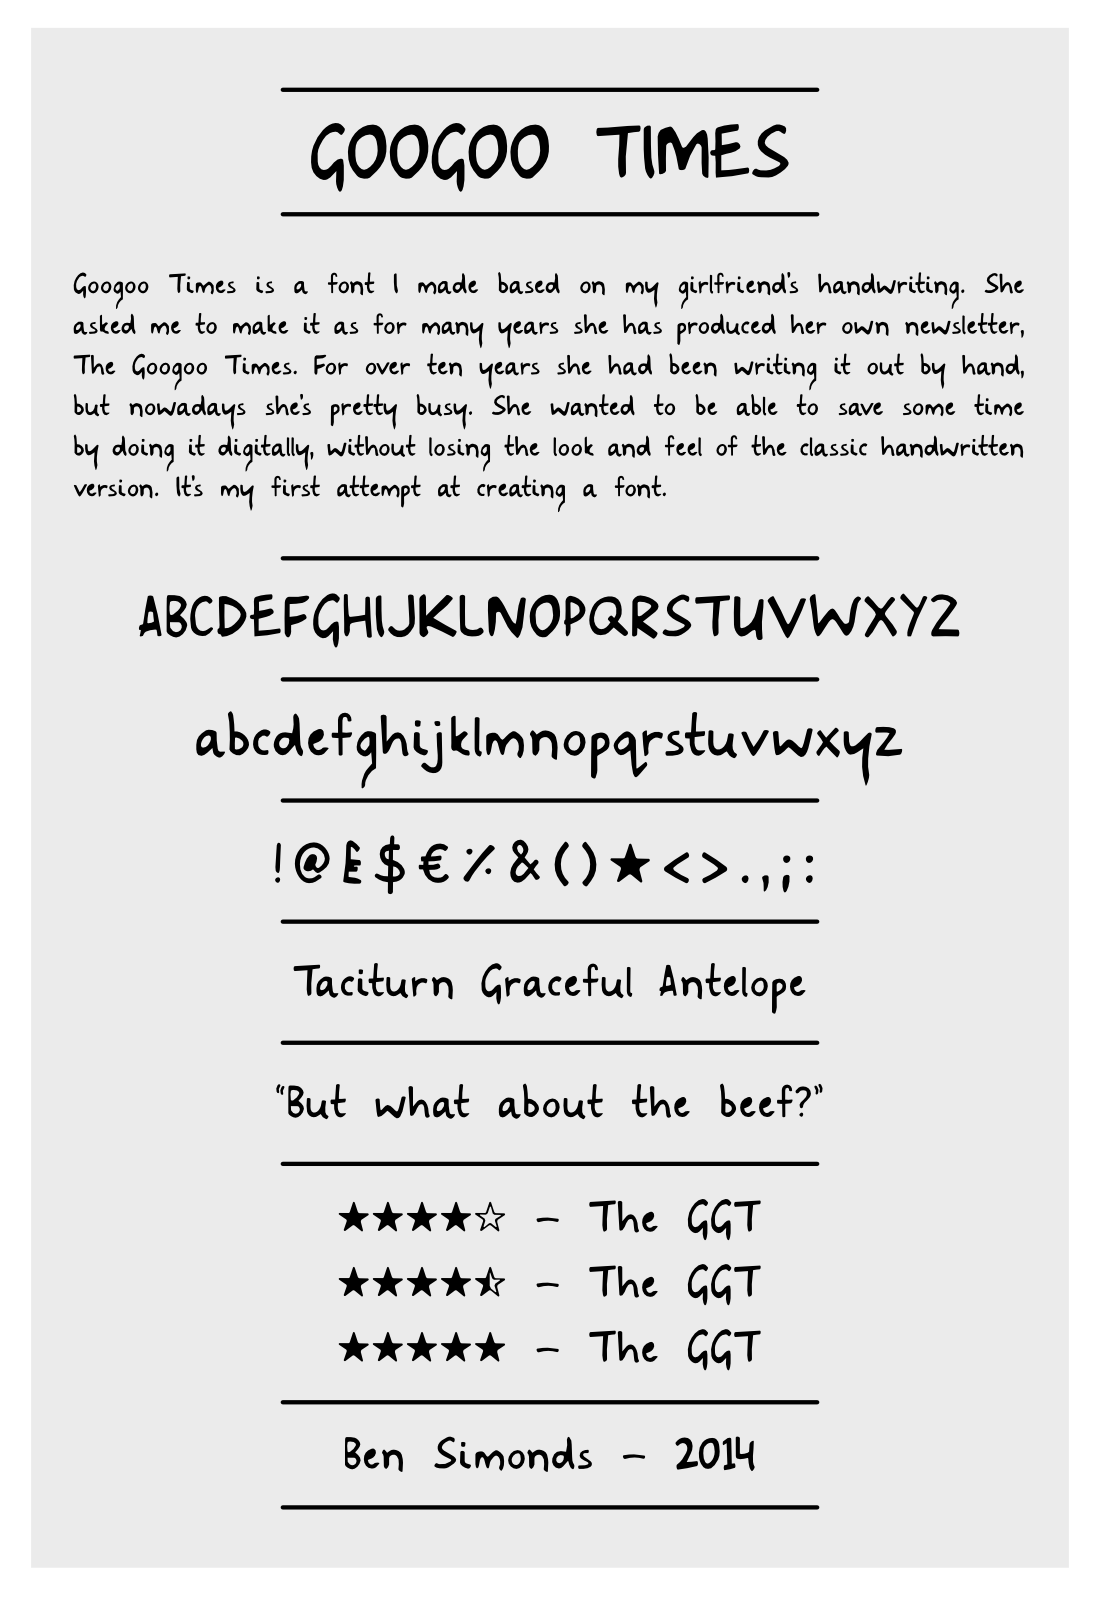 GOOGOO TIMES
Googoo Times is a font I made based on my girlfriend's handwriting. She
asked me to make it as for many years she has produced her own newsletter,
The Googoo Times. For over ten years she had been writing it out by hand,
but nowadays she's pretty busy. She wanted to be able to save some time
by doing it digitally, without losing the look and feel of the classic handwritten
version. It's my first attempt at creating a font.
ABCDEFGHIJKLNOPQRSTUVWXYZ
abcdefghijklmnopqrstuvwxyz
!@£$€%&()★<>.,;:
Taciturn Graceful Antelope
“But what about the beef?”
★★★★☆ – The GGT
★★★★⯪ – The GGT
★★★★★ – The GGT
Ben Simonds – 2014